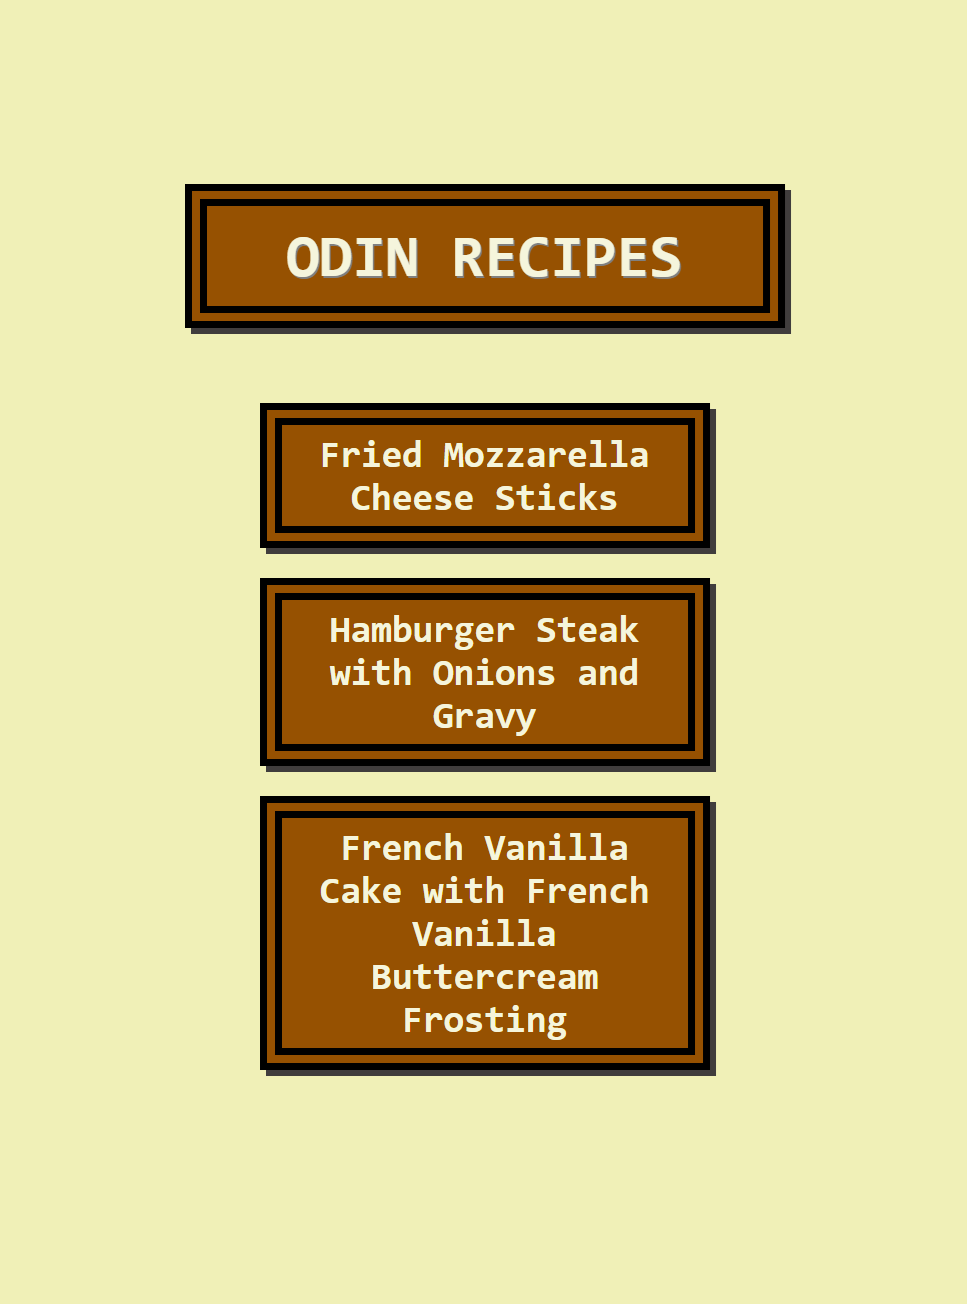 ODIN RECIPES
Fried Mozzarella
Cheese Sticks
Hamburger Steak
with Onions and
Gravy
French Vanilla
Cake with French
Vanilla
Buttercream
Frosting